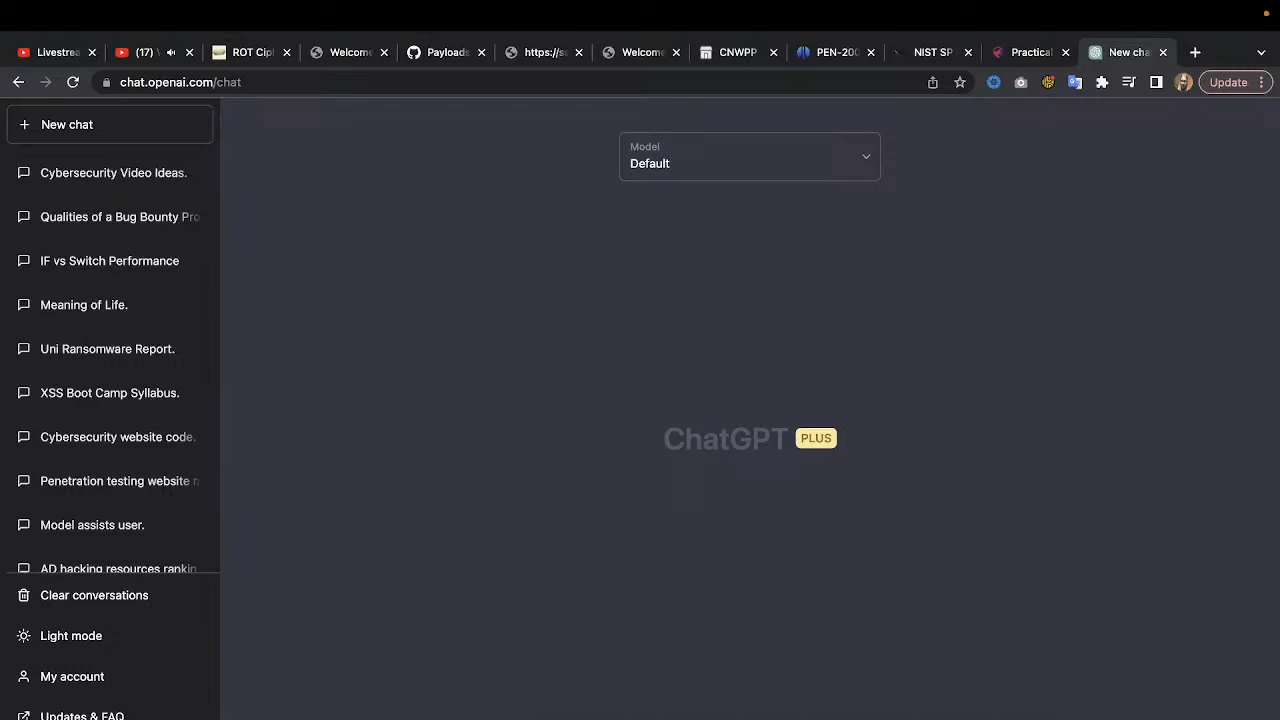 Livestrea
(17)
ROT Cip
Welcome
Payloads
https://s
Welcome
CNWPP
PEN-200
NIST SP
Practical
New cha
chat.openai.com/chat
Update
New chat
Cybersecurity Video Ideas.
Qualities of a Bug Bounty Pro
IF vs Switch Performance
Meaning of Life.
Uni Ransomware Report.
XSS Boot Camp Syllabus.
Cybersecurity website code.
Penetration testing website n
Model assists user.
AD hacking resources rankin
Clear conversations
Light mode
My account
Updates & FAQ
Model
Default
ChatGPT PLUS